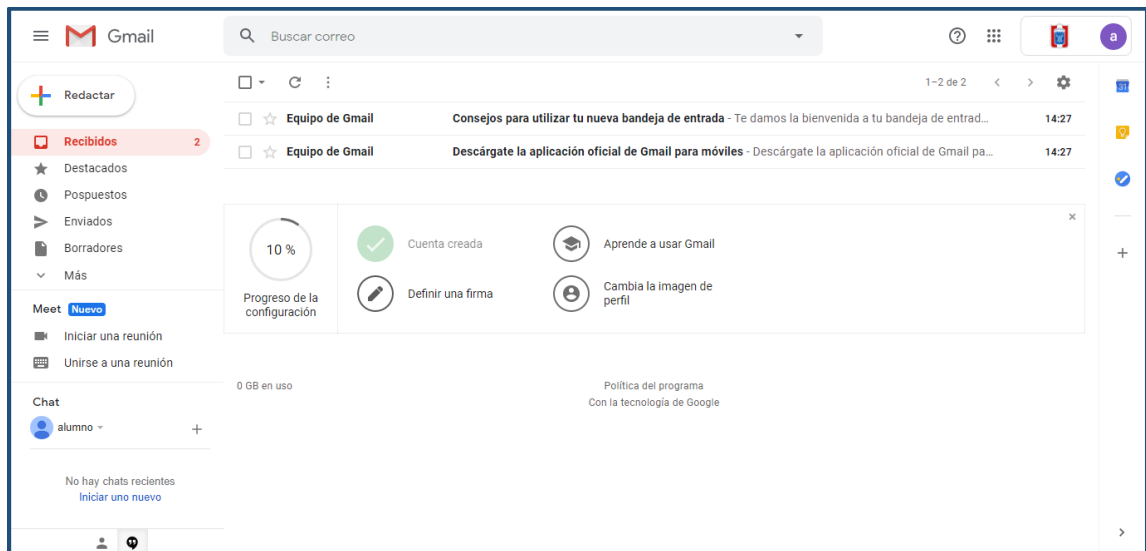 Gmail
Buscar correo
a
Redactar
1–2 de 2
31
Recibidos 2
Destacados
Pospuestos
Enviados
Borradores
Más
Equipo de Gmail Consejos para utilizar tu nueva bandeja de entrada - Te damos la bienvenida a tu bandeja de entrad... 14:27
Equipo de Gmail Descárgate la aplicación oficial de Gmail para móviles - Descárgate la aplicación oficial de Gmail pa... 14:27
10 %
Progreso de la
configuración
Cuenta creada
Definir una firma
Aprende a usar Gmail
Cambia la imagen de
perfil
Meet Nuevo
Iniciar una reunión
Unirse a una reunión
0 GB en uso
Política del programa
Con la tecnología de Google
Chat
alumno
No hay chats recientes
Iniciar uno nuevo